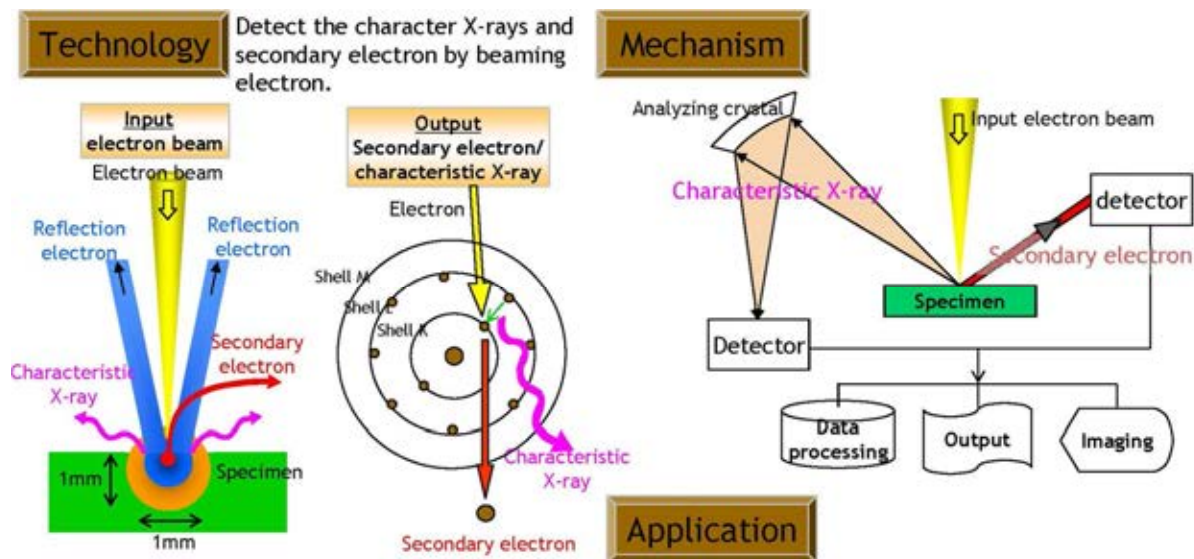 Technology
Detect the character X-rays and
secondary electron by beaming
electron.
Input
electron beam
Electron beam
Reflection
electron
Reflection
electron
Secondary
electron
Characteristic
X-ray
1mm
Specimen
1mm
Output
Secondary electron/
characteristic X-ray
Electron
Shell M
Shell L
Shell K
Characteristic
X-ray
Secondary electron
Mechanism
Analyzing crystal
Input electron beam
Characteristic X-ray
detector
Secondary electron
Specimen
Detector
Data
processing
Output
Imaging
Application